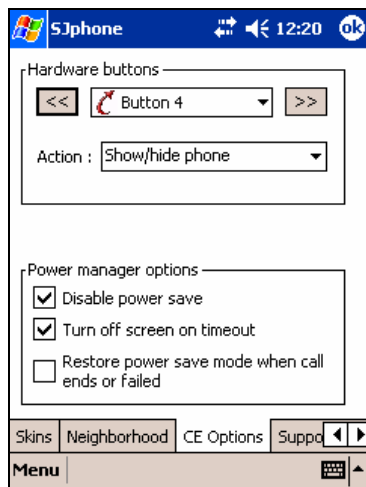 SJphone 12:20 ok
Hardware buttons
<< Button 4 >>
Action : Show/hide phone
Power manager options
Disable power save
Turn off screen on timeout
Restore power save mode when call
ends or failed
Skins Neighborhood CE Options Suppo
Menu